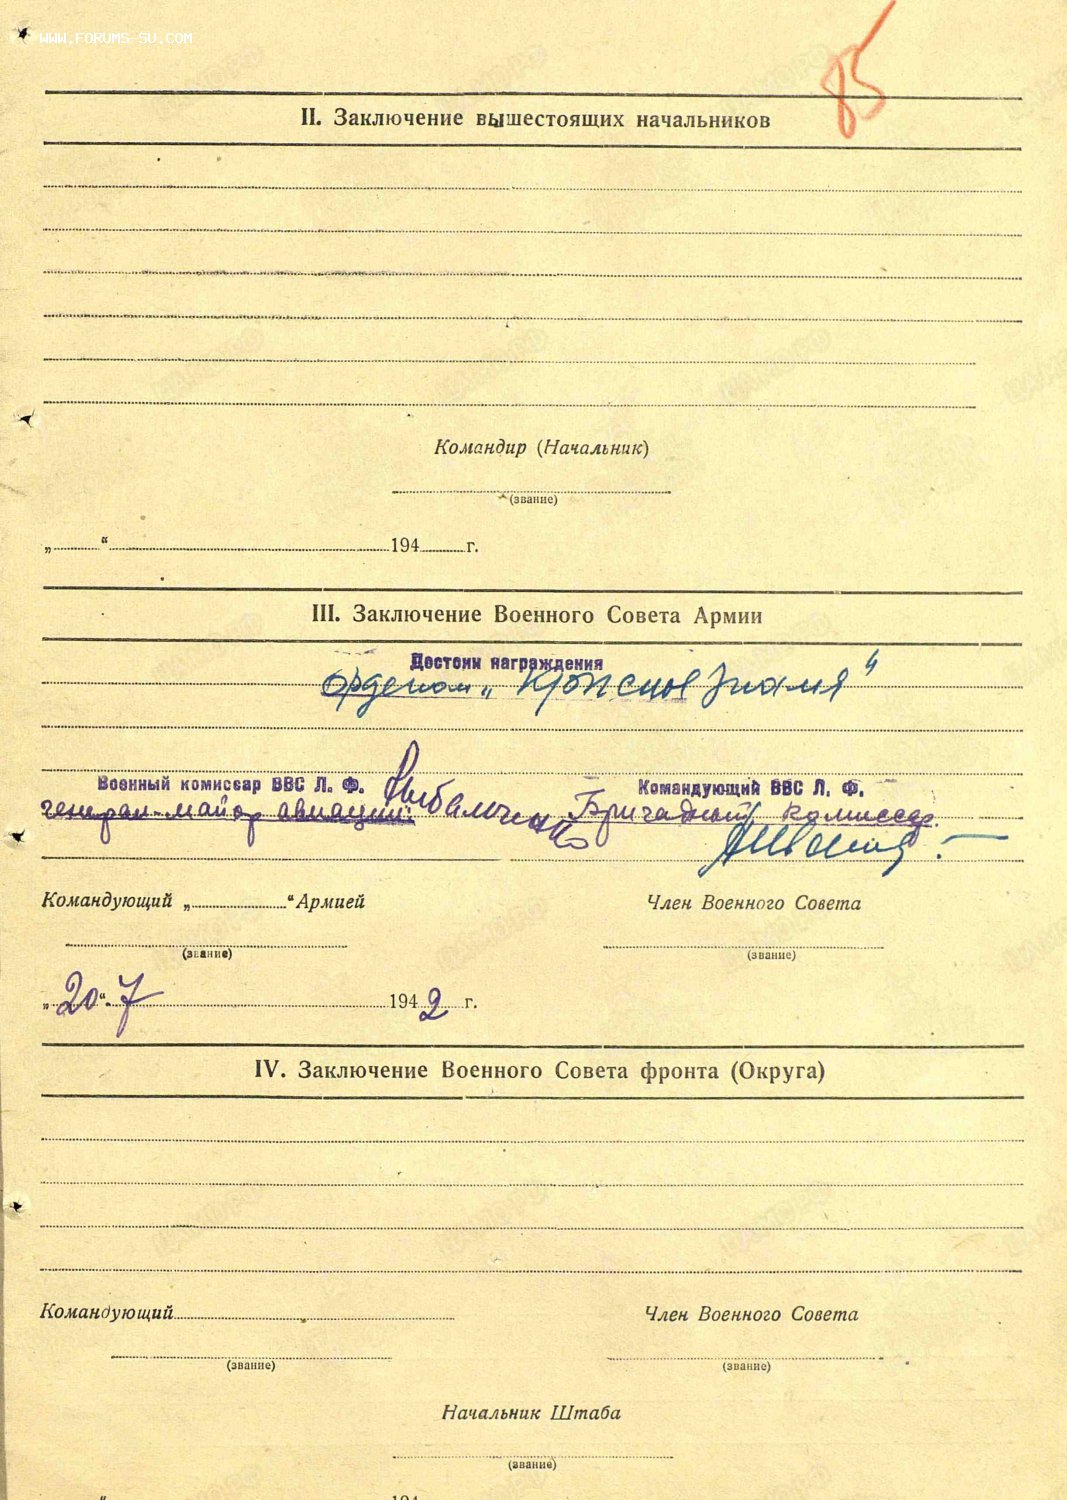 WWW.FORUMS-SU.COM
85
II. Заключение вышестоящих начальников
Командир (Начальник)
(звание)
„ “ 194 г.
III. Заключение Военного Совета Армии
Достоин награждения
орденом „Красное Знамя“
Военный комиссар ВВС Л. Ф. Командующий ВВС Л. Ф.
генерал-майор авиации Рыбальченко Бригадный комиссар
Командующий „ “ Армией Член Военного Совета
(звание) (звание)
„20“ 7 1942 г.
IV. Заключение Военного Совета фронта (Округа)
Командующий Член Военного Совета
(звание) (звание)
Начальник Штаба
(звание)
“ 194